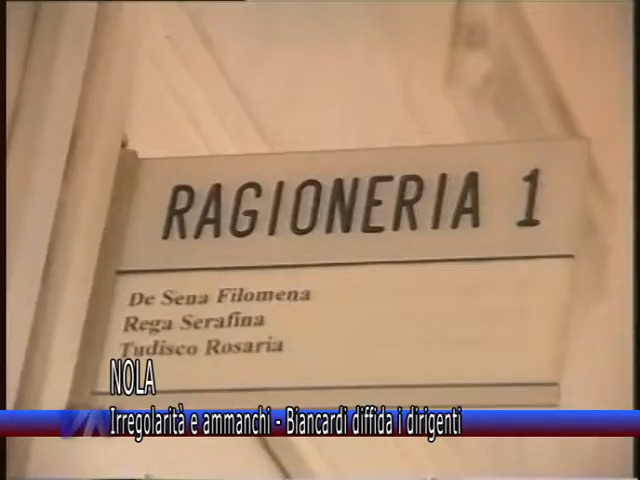 RAGIONERIA 1
De Sena Filomena
Rega Serafina
Tudisco Rosaria
NOLA
Irregolarità e ammanchi - Biancardi diffida i dirigenti